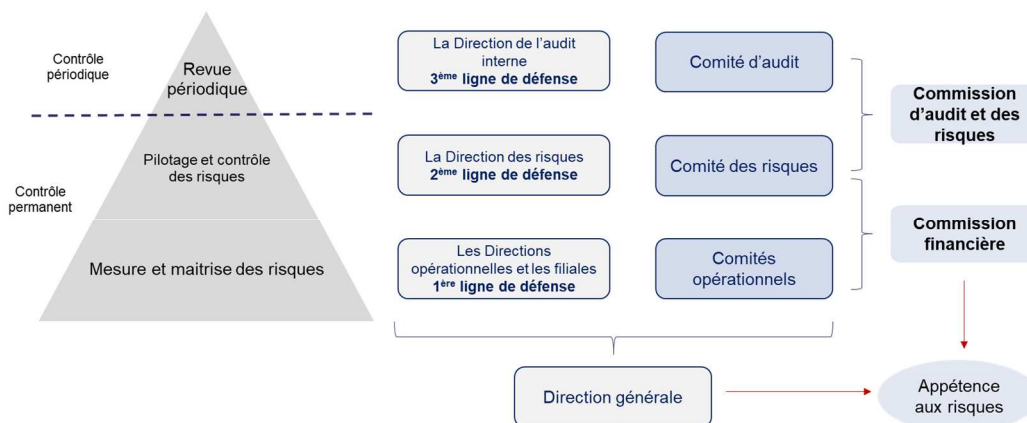 Contrôle
périodique
Revue
périodique
La Direction de l'audit
interne
3ème ligne de défense
Comité d'audit
Commission
d'audit et des
risques
Contrôle
permanent
Pilotage et contrôle
des risques
La Direction des risques
2ème ligne de défense
Comité des risques
Commission
financière
Mesure et maitrise des risques
Les Directions
opérationnelles et les filiales
1ère ligne de défense
Comités
opérationnels
Direction générale
Appétence
aux risques